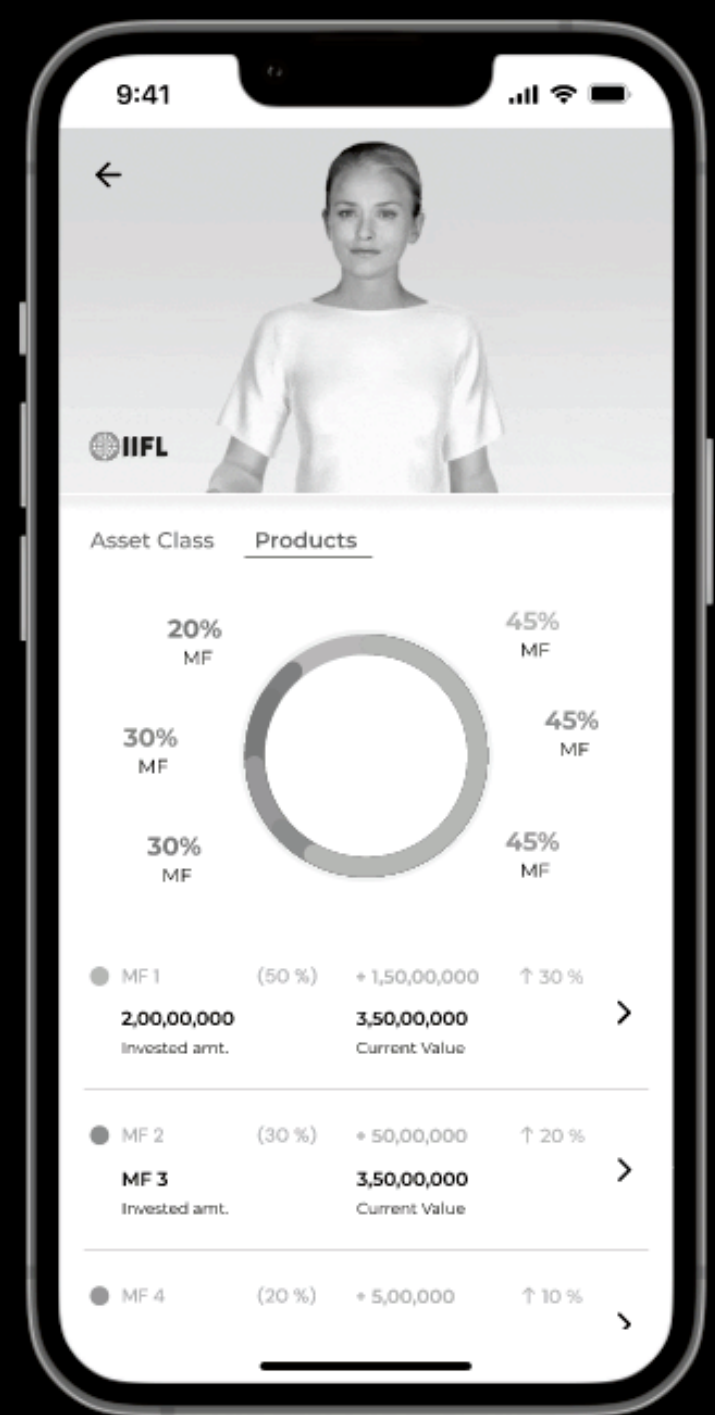 9:41
IIFL
Asset Class Products
20%
MF
45%
MF
30%
MF
45%
MF
30%
MF
45%
MF
MF 1 (50 %) + 1,50,00,000 ↑ 30 %
2,00,00,000 3,50,00,000
Invested amt. Current Value
MF 2 (30 %) + 50,00,000 ↑ 20 %
MF 3 3,50,00,000
Invested amt. Current Value
MF 4 (20 %) + 5,00,000 ↑ 10 %